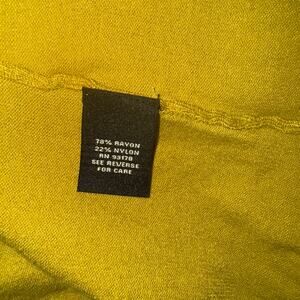 78% RAYON
22% NYLON
RN 93178
SEE REVERSE
FOR CARE